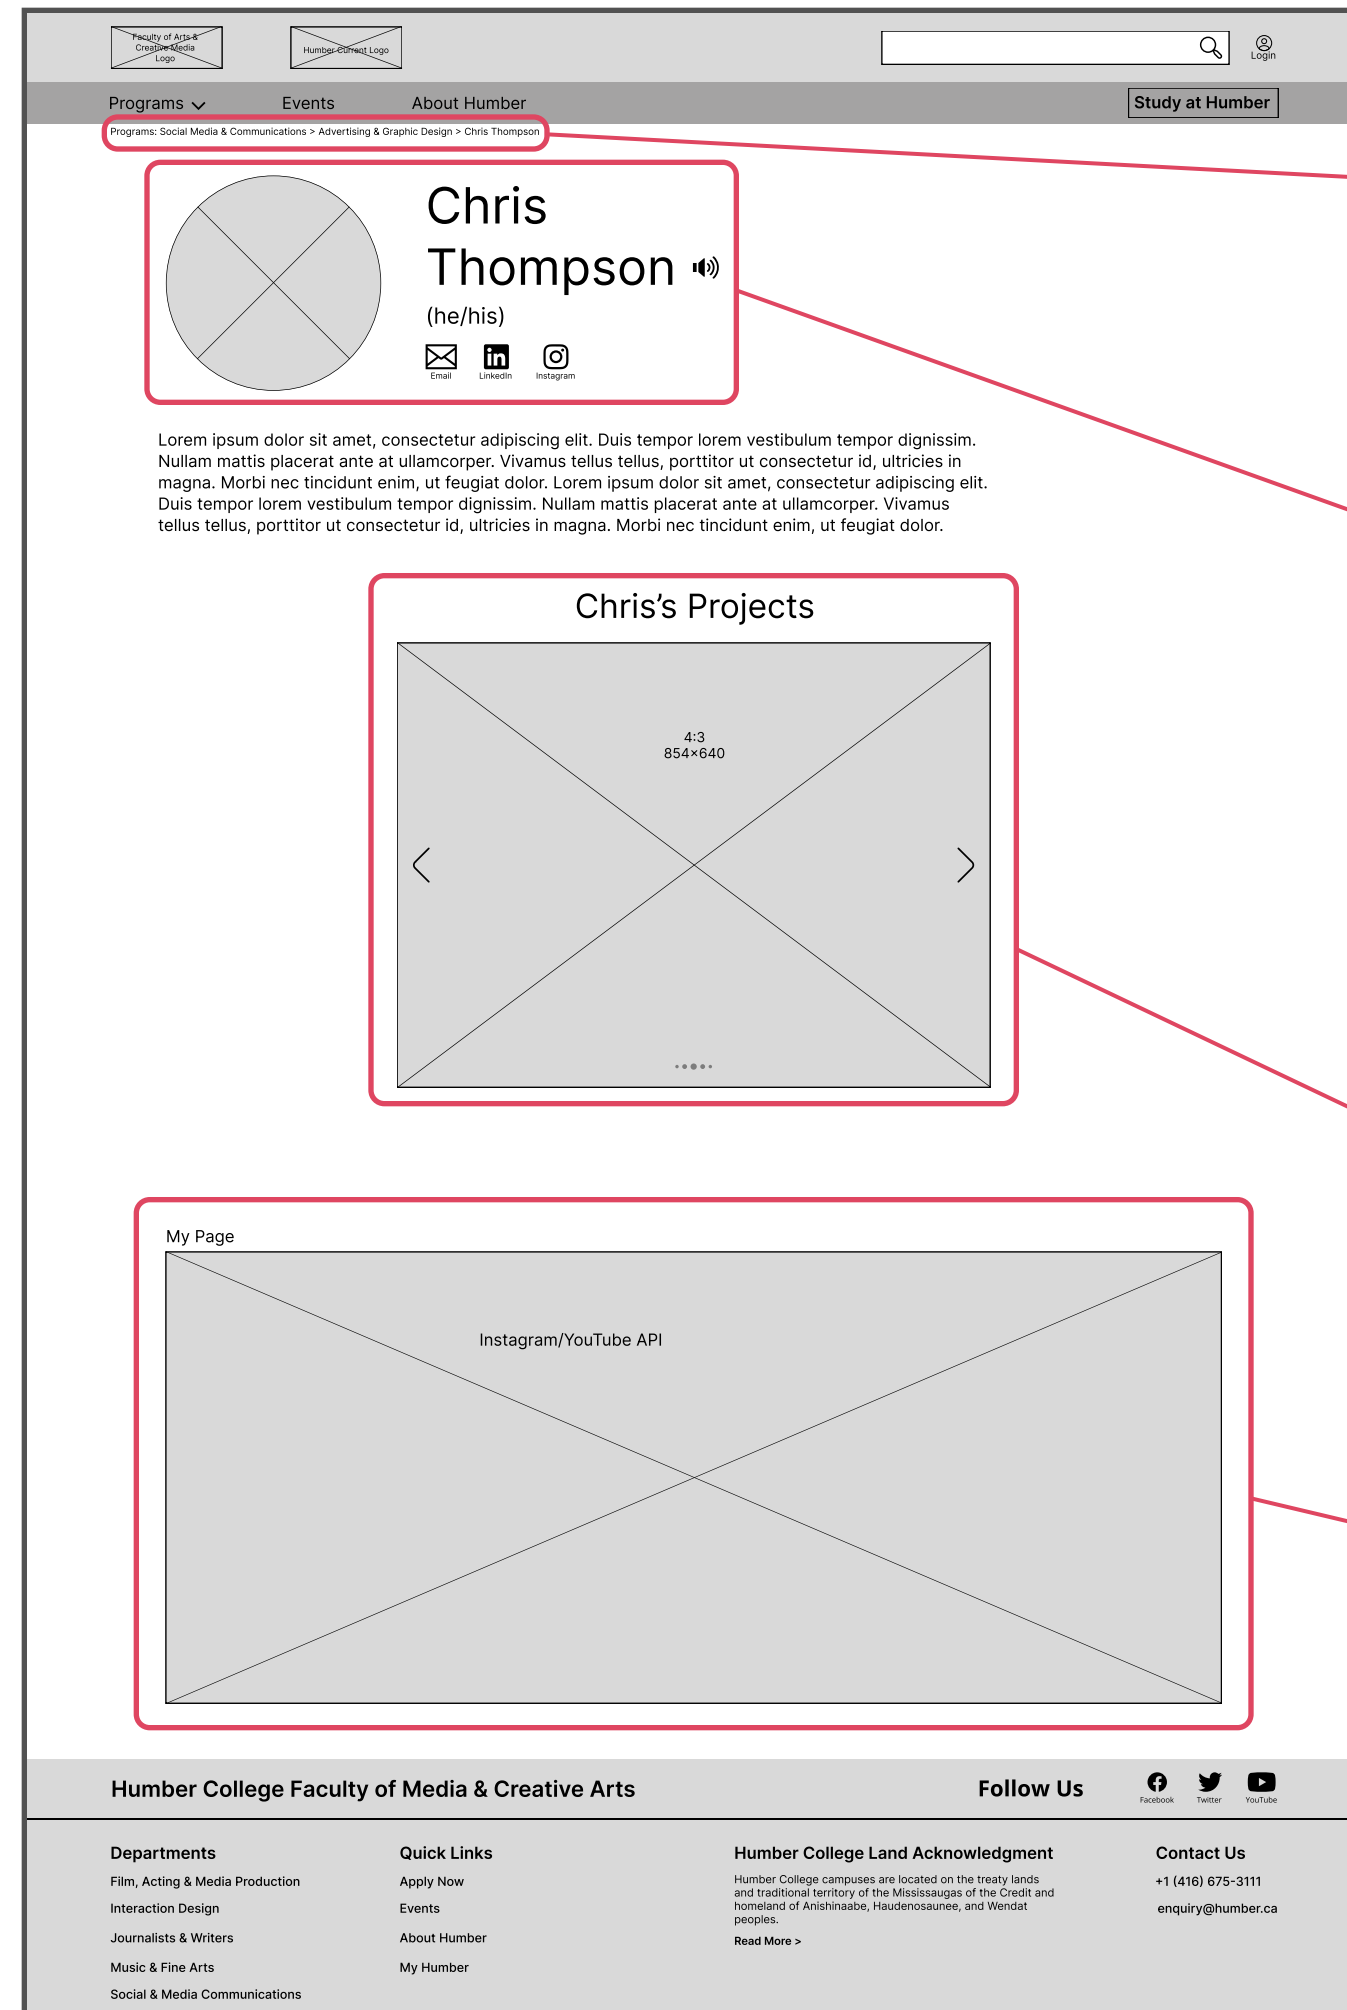 Faculty of Arts &
Creative Media
Logo
Humber Current Logo
Login
Programs
Events
About Humber
Study at Humber
Programs: Social Media & Communications > Advertising & Graphic Design > Chris Thompson
Chris
Thompson
(he/his)
Email
LinkedIn
Instagram
Lorem ipsum dolor sit amet, consectetur adipiscing elit. Duis tempor lorem vestibulum tempor dignissim.
Nullam mattis placerat ante at ullamcorper. Vivamus tellus tellus, porttitor ut consectetur id, ultricies in
magna. Morbi nec tincidunt enim, ut feugiat dolor. Lorem ipsum dolor sit amet, consectetur adipiscing elit.
Duis tempor lorem vestibulum tempor dignissim. Nullam mattis placerat ante at ullamcorper. Vivamus
tellus tellus, porttitor ut consectetur id, ultricies in magna. Morbi nec tincidunt enim, ut feugiat dolor.
Chris’s Projects
4:3
854×640
My Page
Instagram/YouTube API
Humber College Faculty of Media & Creative Arts
Follow Us
Facebook
Twitter
YouTube
Departments
Film, Acting & Media Production
Interaction Design
Journalists & Writers
Music & Fine Arts
Social & Media Communications
Quick Links
Apply Now
Events
About Humber
My Humber
Humber College Land Acknowledgment
Humber College campuses are located on the treaty lands
and traditional territory of the Mississaugas of the Credit and
homeland of Anishinaabe, Haudenosaunee, and Wendat
peoples.
Read More >
Contact Us
+1 (416) 675-3111
enquiry@humber.ca